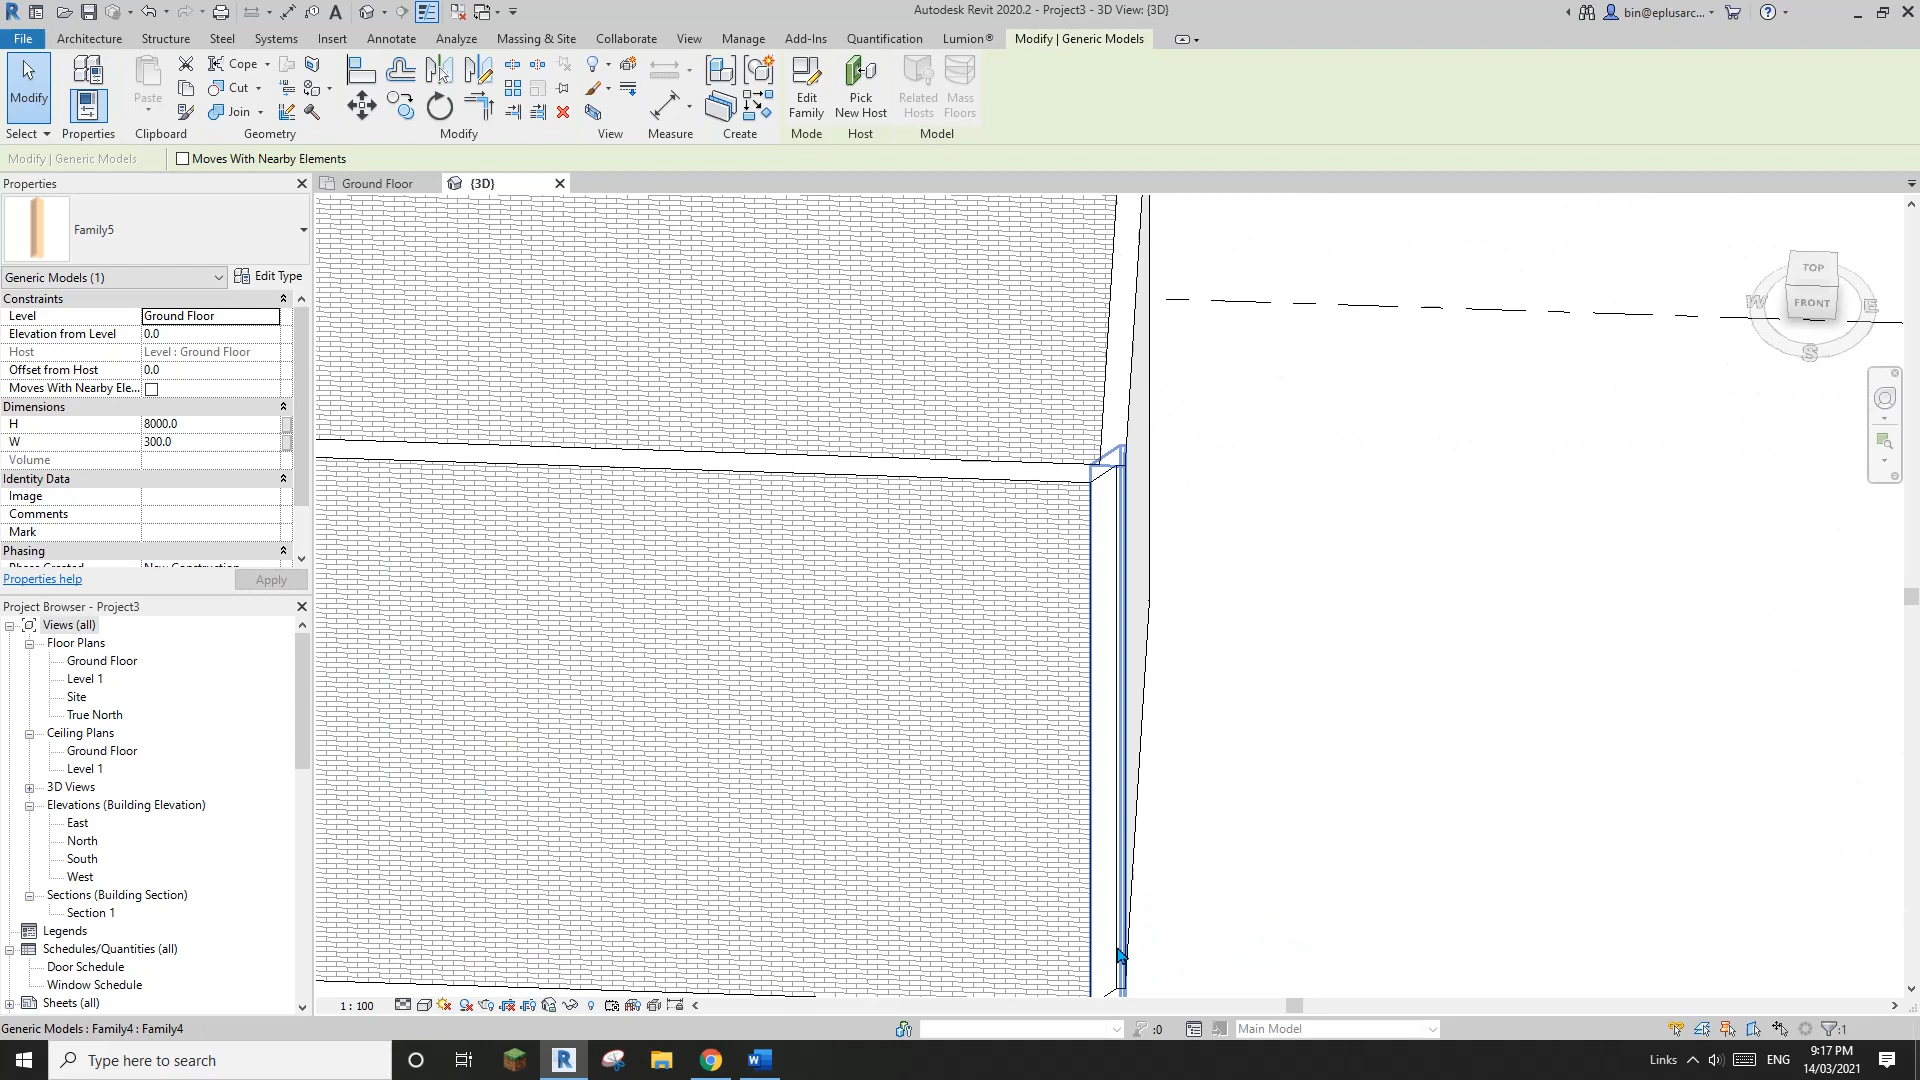 Autodesk Revit 2020.2 - Project3 - 3D View: {3D}
bin@eplusarc...
File Architecture Structure Steel Systems Insert Annotate Analyze Massing & Site Collaborate View Manage Add-Ins Quantification Lumion® Modify | Generic Models
Modify
Paste
Cope
Cut
Join
Edit Family
Pick New Host
Related Hosts
Mass Floors
Select Properties Clipboard Geometry Modify View Measure Create Mode Host Model
Modify | Generic Models Moves With Nearby Elements
Properties
Ground Floor
{3D}
Family5
Generic Models (1) Edit Type
Constraints
Level Ground Floor
Elevation from Level 0.0
Host Level : Ground Floor
Offset from Host 0.0
Moves With Nearby Ele...
Dimensions
H 8000.0
W 300.0
Volume
Identity Data
Image
Comments
Mark
Phasing
Properties help Apply
TOP
FRONT
W
E
S
Project Browser - Project3
Views (all)
Floor Plans
Ground Floor
Level 1
Site
True North
Ceiling Plans
Ground Floor
Level 1
3D Views
Elevations (Building Elevation)
East
North
South
West
Sections (Building Section)
Section 1
Legends
Schedules/Quantities (all)
Door Schedule
Window Schedule
Sheets (all)
1 : 100
Generic Models : Family4 : Family4
:0
Main Model
:1
Type here to search
Links
ENG
9:17 PM
14/03/2021